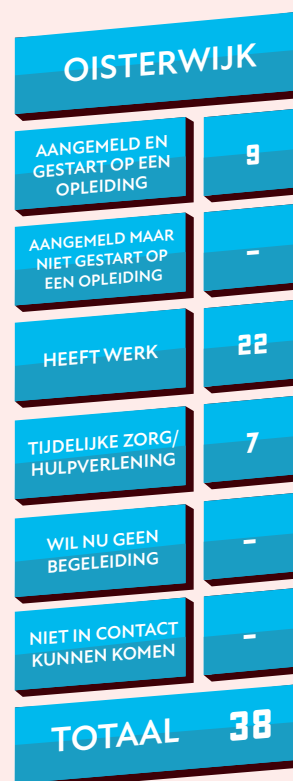 OISTERWIJK
AANGEMELD EN
GESTART OP EEN
OPLEIDING
9
AANGEMELD MAAR
NIET GESTART OP
EEN OPLEIDING
–
HEEFT WERK
22
TIJDELIJKE ZORG/
HULPVERLENING
7
WIL NU GEEN
BEGELEIDING
–
NIET IN CONTACT
KUNNEN KOMEN
–
TOTAAL 38